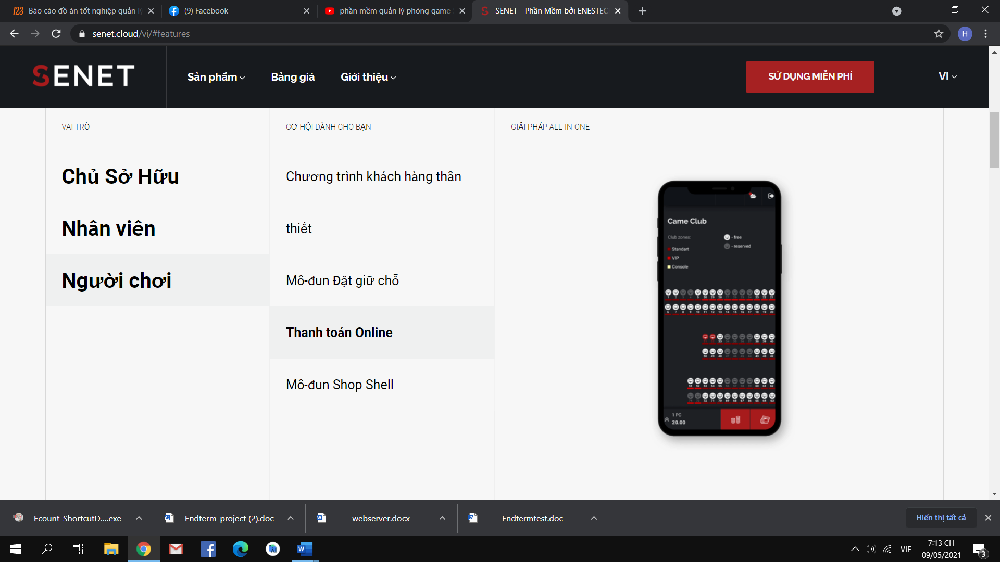 123 Báo cáo đồ án tốt nghiệp quản lý
(9) Facebook
phần mềm quản lý phòng game
SENET - Phần Mềm bởi ENESTEC
senet.cloud/vi/#features
H
SENET
Sản phẩm
Bảng giá
Giới thiệu
SỬ DỤNG MIỄN PHÍ
VI
VAI TRÒ
Chủ Sở Hữu
Nhân viên
Người chơi
CƠ HỘI DÀNH CHO BẠN
Chương trình khách hàng thân
thiết
Mô-đun Đặt giữ chỗ
Thanh toán Online
Mô-đun Shop Shell
GIẢI PHÁP ALL-IN-ONE
Came Club
Club zones:
- free
- reserved
Standart
VIP
Console
1 PC
20.00
Ecount_ShortcutD....exe
Endterm_project (2).doc
webserver.docx
Endtermtest.doc
Hiển thị tất cả
VIE
7:13 CH
09/05/2021
3